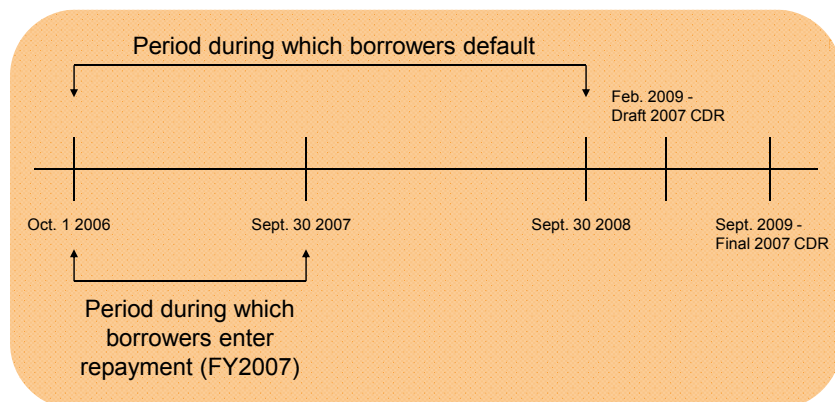 Period during which borrowers default
Feb. 2009 -
Draft 2007 CDR
Oct. 1 2006
Sept. 30 2007
Sept. 30 2008
Sept. 2009 -
Final 2007 CDR
Period during which
borrowers enter
repayment (FY2007)